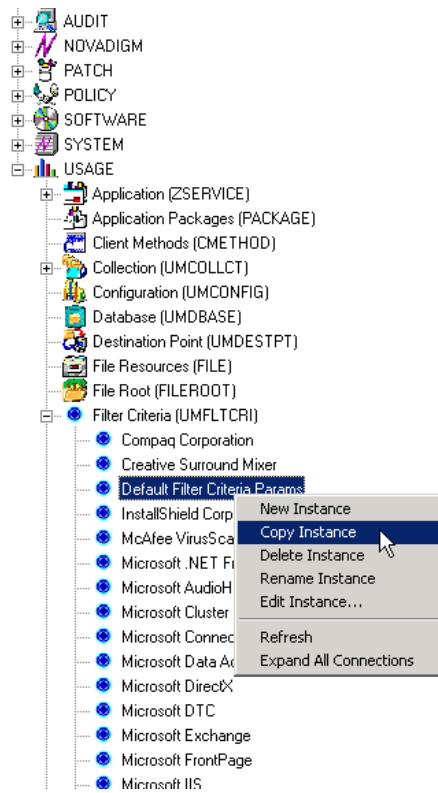 AUDIT
NOVADIGM
PATCH
POLICY
SOFTWARE
SYSTEM
USAGE
Application (ZSERVICE)
Application Packages (PACKAGE)
Client Methods (CMETHOD)
Collection (UMCOLLCT)
Configuration (UMCONFIG)
Database (UMDBASE)
Destination Point (UMDESTPT)
File Resources (FILE)
File Root (FILEROOT)
Filter Criteria (UMFLTCRI)
Compaq Corporation
Creative Surround Mixer
Default Filter Criteria Params
InstallShield Corp
McAfee VirusSca
Microsoft .NET Fr
Microsoft AudioH
Microsoft Cluster
Microsoft Connec
Microsoft Data Ac
Microsoft DirectX
Microsoft DTC
Microsoft Exchange
Microsoft FrontPage
Microsoft IIS
New Instance
Copy Instance
Delete Instance
Rename Instance
Edit Instance...
Refresh
Expand All Connections